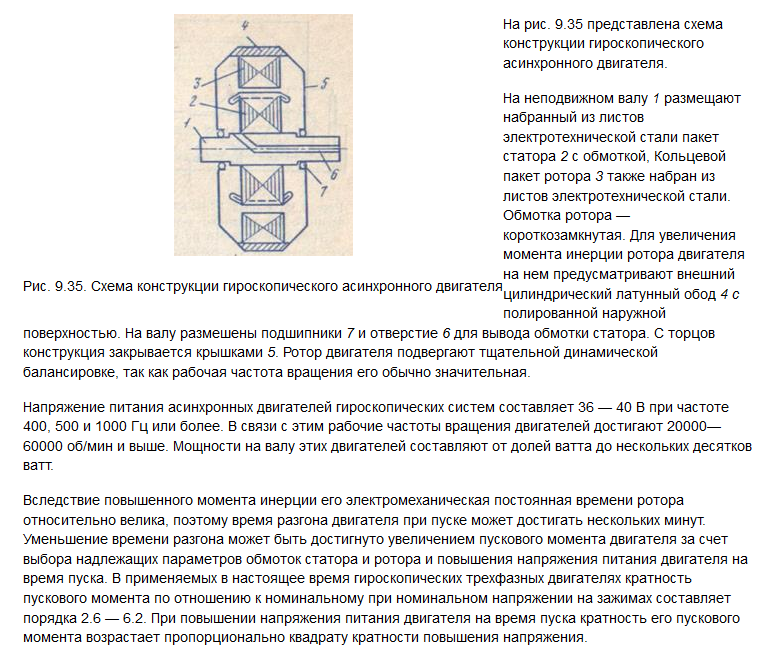 4
3
5
2
1
6
7
На рис. 9.35 представлена схема
конструкции гироскопического
асинхронного двигателя.
На неподвижном валу 1 размещают
набранный из листов
электротехнической стали пакет
статора 2 с обмоткой, Кольцевой
пакет ротора 3 также набран из
листов электротехнической стали.
Обмотка ротора —
короткозамкнутая. Для увеличения
момента инерции ротора двигателя
на нем предусматривают внешний
Рис. 9.35. Схема конструкции гироскопического асинхронного двигателя
цилиндрический латунный обод 4 с
полированной наружной
поверхностью. На валу размешены подшипники 7 и отверстие 6 для вывода обмотки статора. С торцов
конструкция закрывается крышками 5. Ротор двигателя подвергают тщательной динамической
балансировке, так как рабочая частота вращения его обычно значительная.
Напряжение питания асинхронных двигателей гироскопических систем составляет 36 — 40 В при частоте
400, 500 и 1000 Гц или более. В связи с этим рабочие частоты вращения двигателей достигают 20000—
60000 об/мин и выше. Мощности на валу этих двигателей составляют от долей ватта до нескольких десятков
ватт.
Вследствие повышенного момента инерции его электромеханическая постоянная времени ротора
относительно велика, поэтому время разгона двигателя при пуске может достигать нескольких минут.
Уменьшение времени разгона может быть достигнуто увеличением пускового момента двигателя за счет
выбора надлежащих параметров обмоток статора и ротора и повышения напряжения питания двигателя на
время пуска. В применяемых в настоящее время гироскопических трехфазных двигателях кратность
пускового момента по отношению к номинальному при номинальном напряжении на зажимах составляет
порядка 2.6 — 6.2. При повышении напряжения питания двигателя на время пуска кратность его пускового
момента возрастает пропорционально квадрату кратности повышения напряжения.